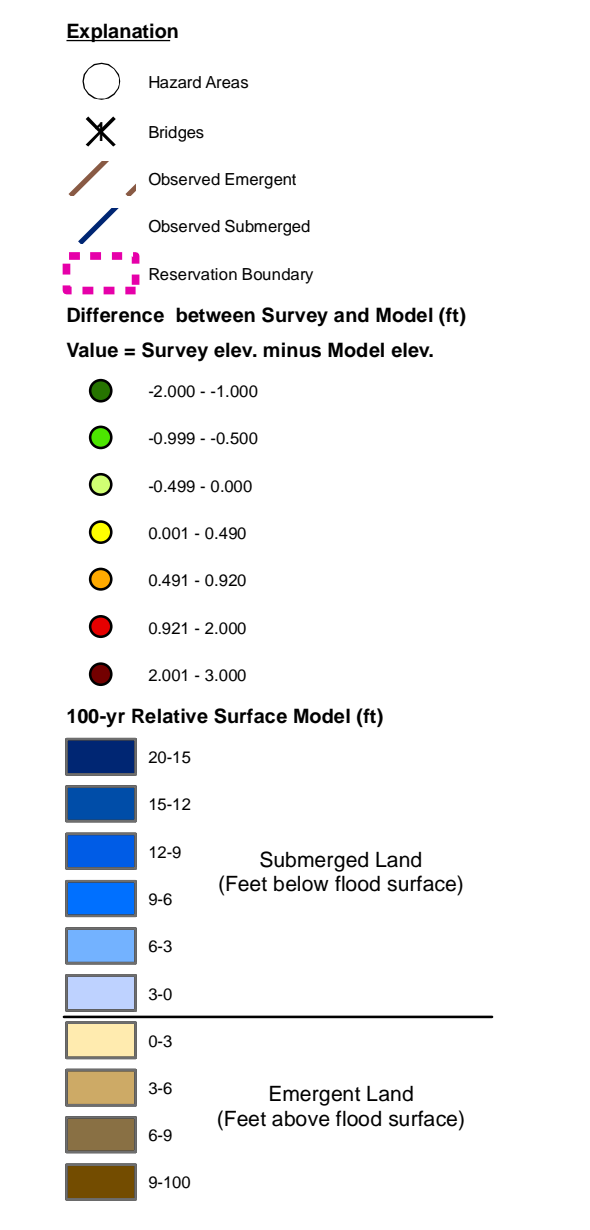 Explanation
Hazard Areas
Bridges
Observed Emergent
Observed Submerged
Reservation Boundary
Difference between Survey and Model (ft)
Value = Survey elev. minus Model elev.
-2.000 - -1.000
-0.999 - -0.500
-0.499 - 0.000
0.001 - 0.490
0.491 - 0.920
0.921 - 2.000
2.001 - 3.000
100-yr Relative Surface Model (ft)
20-15
15-12
12-9
9-6
6-3
3-0
Submerged Land
(Feet below flood surface)
0-3
3-6
6-9
9-100
Emergent Land
(Feet above flood surface)